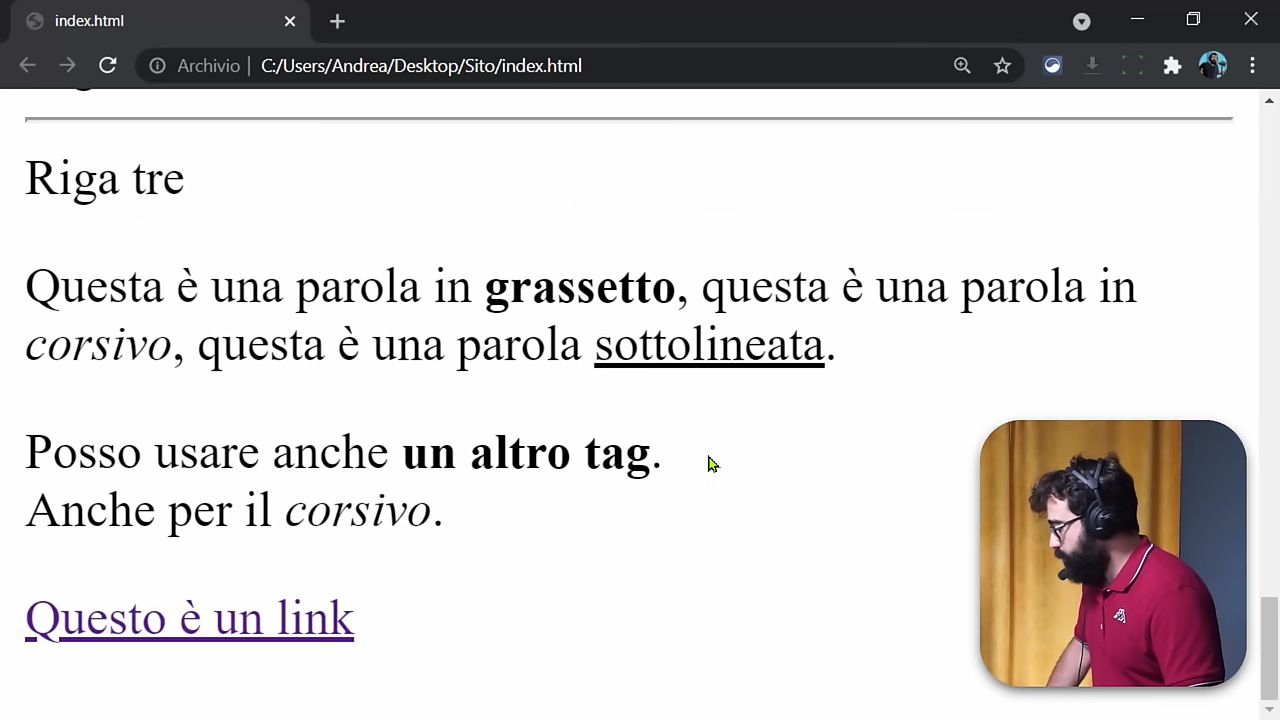 index.html
Archivio | C:/Users/Andrea/Desktop/Sito/index.html
Riga tre
Questa è una parola in grassetto, questa è una parola in
corsivo, questa è una parola sottolineata.
Posso usare anche un altro tag.
Anche per il corsivo.
Questo è un link